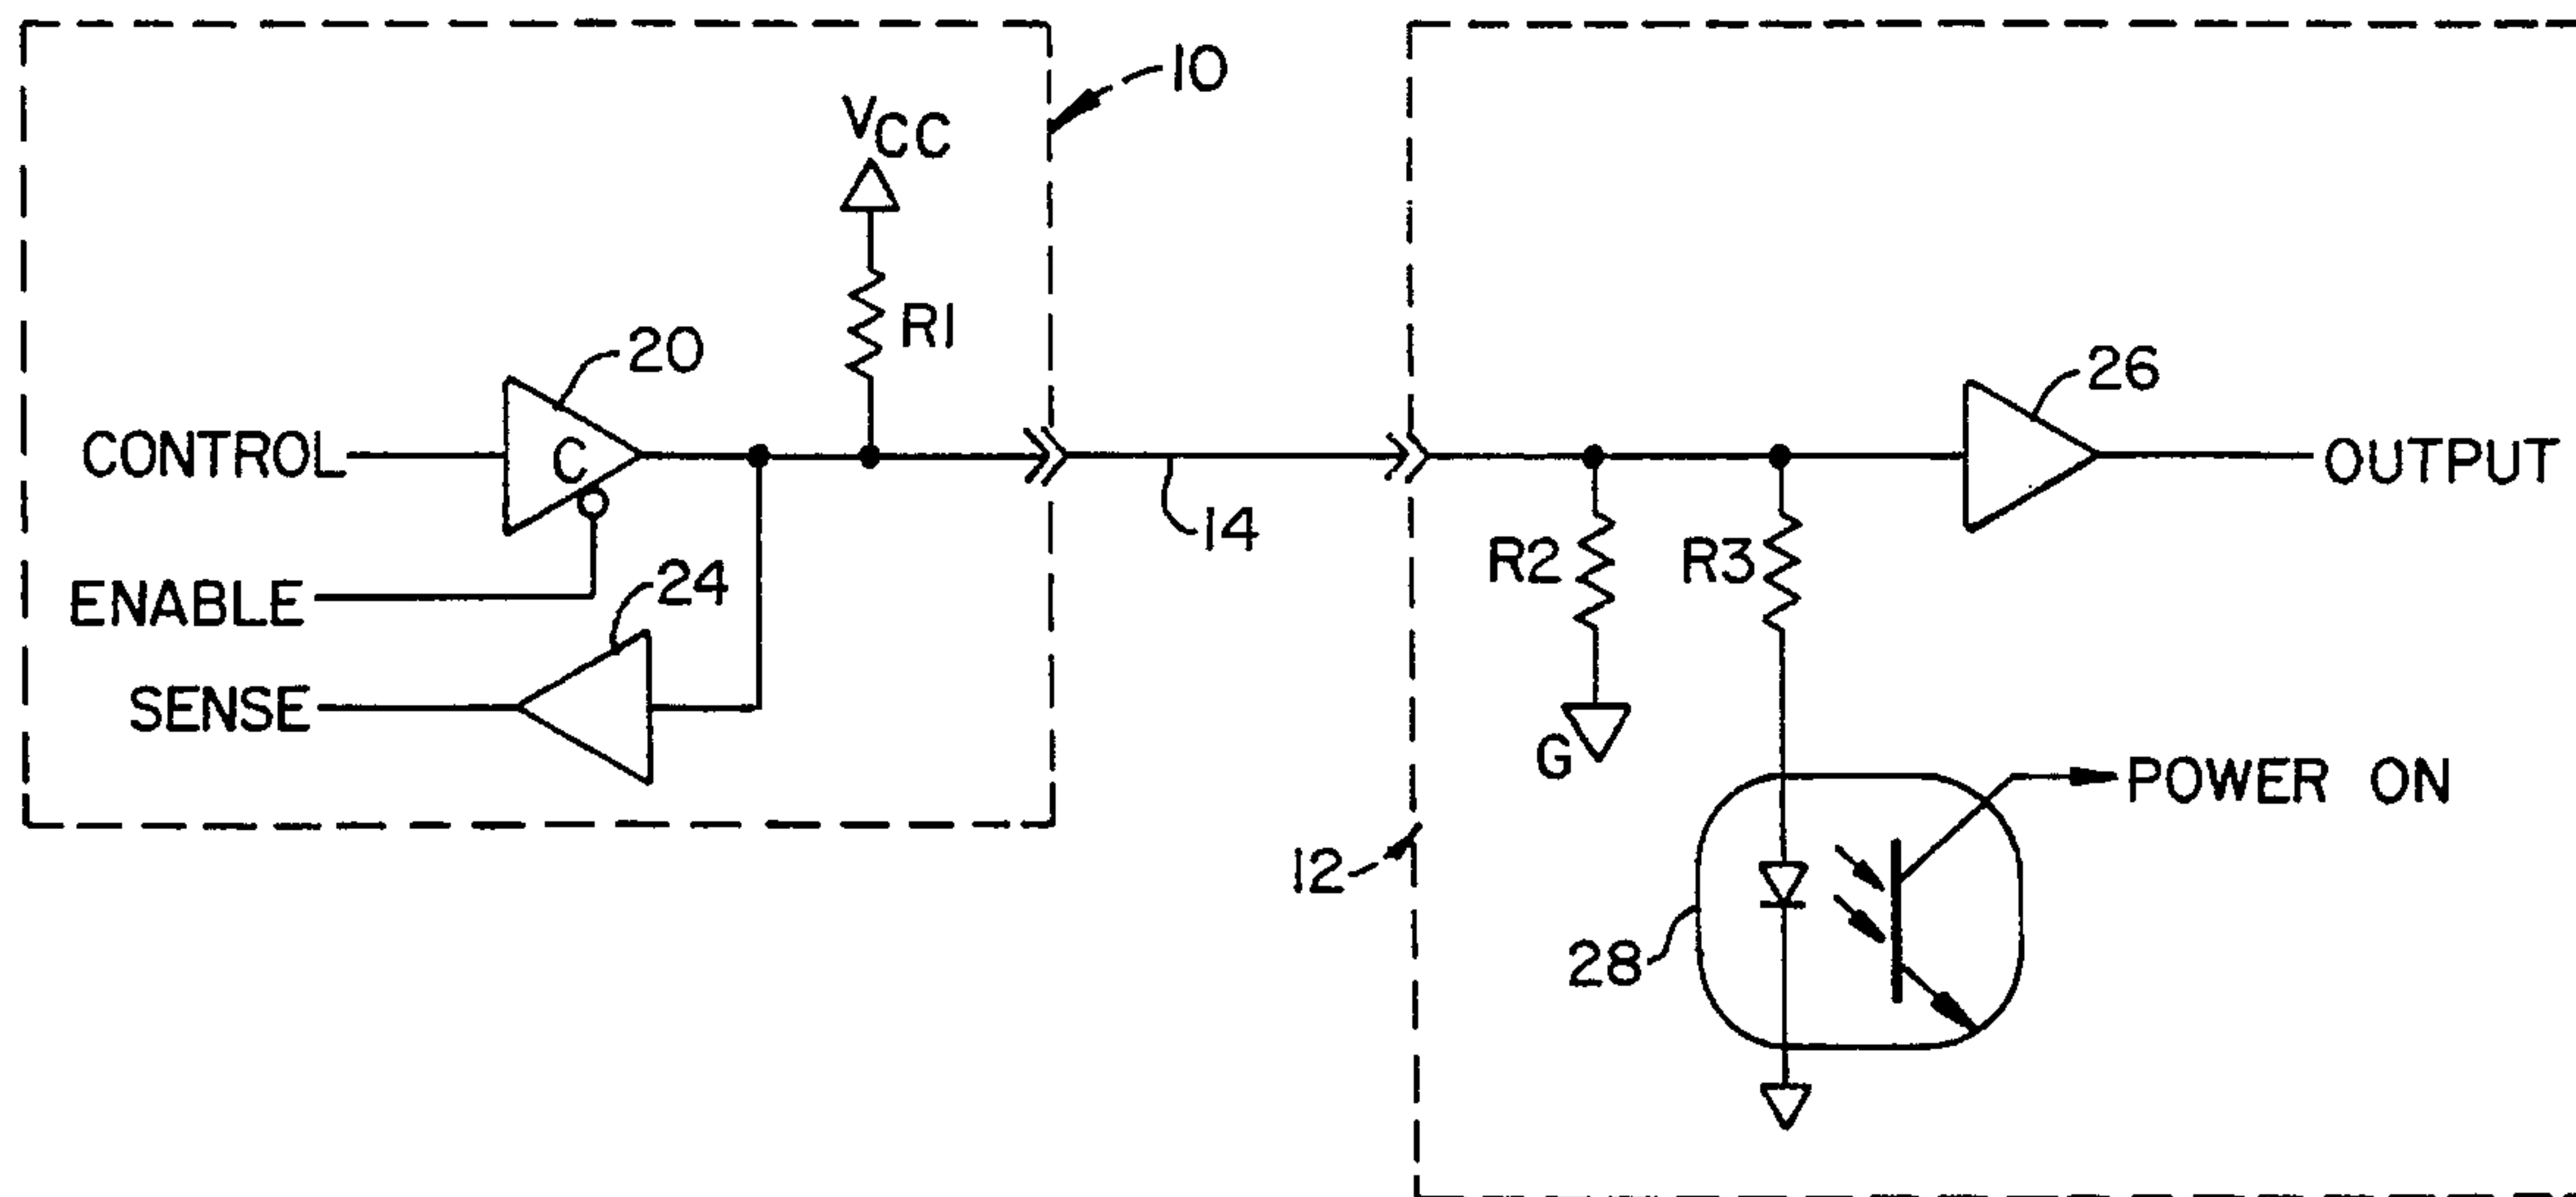 10
VCC
R1
20
CONTROL
C
ENABLE
24
SENSE
14
26
OUTPUT
R2
R3
G
POWER ON
12
28